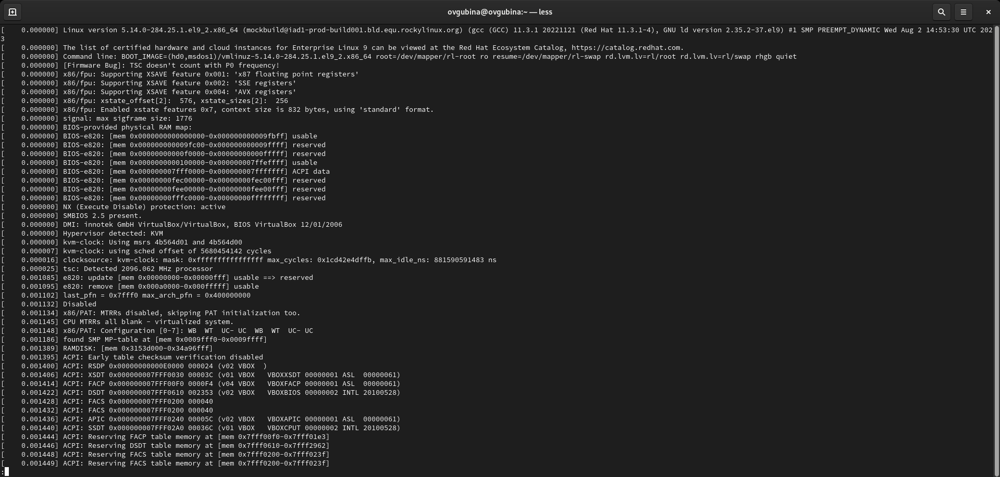 ovgubina@ovgubina:~ — less
[    0.000000] Linux version 5.14.0-284.25.1.el9_2.x86_64 (mockbuild@iad1-prod-build001.bld.equ.rockylinux.org) (gcc (GCC) 11.3.1 20221121 (Red Hat 11.3.1-4), GNU ld version 2.35.2-37.el9) #1 SMP PREEMPT_DYNAMIC Wed Aug 2 14:53:30 UTC 202
3
[    0.000000] The list of certified hardware and cloud instances for Enterprise Linux 9 can be viewed at the Red Hat Ecosystem Catalog, https://catalog.redhat.com.
[    0.000000] Command line: BOOT_IMAGE=(hd0,msdos1)/vmlinuz-5.14.0-284.25.1.el9_2.x86_64 root=/dev/mapper/rl-root ro resume=/dev/mapper/rl-swap rd.lvm.lv=rl/root rd.lvm.lv=rl/swap rhgb quiet
[    0.000000] [Firmware Bug]: TSC doesn't count with P0 frequency!
[    0.000000] x86/fpu: Supporting XSAVE feature 0x001: 'x87 floating point registers'
[    0.000000] x86/fpu: Supporting XSAVE feature 0x002: 'SSE registers'
[    0.000000] x86/fpu: Supporting XSAVE feature 0x004: 'AVX registers'
[    0.000000] x86/fpu: xstate_offset[2]:  576, xstate_sizes[2]:  256
[    0.000000] x86/fpu: Enabled xstate features 0x7, context size is 832 bytes, using 'standard' format.
[    0.000000] signal: max sigframe size: 1776
[    0.000000] BIOS-provided physical RAM map:
[    0.000000] BIOS-e820: [mem 0x0000000000000000-0x000000000009fbff] usable
[    0.000000] BIOS-e820: [mem 0x000000000009fc00-0x000000000009ffff] reserved
[    0.000000] BIOS-e820: [mem 0x00000000000f0000-0x00000000000fffff] reserved
[    0.000000] BIOS-e820: [mem 0x0000000000100000-0x000000007ffeffff] usable
[    0.000000] BIOS-e820: [mem 0x000000007fff0000-0x000000007fffffff] ACPI data
[    0.000000] BIOS-e820: [mem 0x00000000fec00000-0x00000000fec00fff] reserved
[    0.000000] BIOS-e820: [mem 0x00000000fee00000-0x00000000fee00fff] reserved
[    0.000000] BIOS-e820: [mem 0x00000000fffc0000-0x00000000ffffffff] reserved
[    0.000000] NX (Execute Disable) protection: active
[    0.000000] SMBIOS 2.5 present.
[    0.000000] DMI: innotek GmbH VirtualBox/VirtualBox, BIOS VirtualBox 12/01/2006
[    0.000000] Hypervisor detected: KVM
[    0.000000] kvm-clock: Using msrs 4b564d01 and 4b564d00
[    0.000007] kvm-clock: using sched offset of 5680454142 cycles
[    0.000016] clocksource: kvm-clock: mask: 0xffffffffffffffff max_cycles: 0x1cd42e4dffb, max_idle_ns: 881590591483 ns
[    0.000025] tsc: Detected 2096.062 MHz processor
[    0.001085] e820: update [mem 0x00000000-0x00000fff] usable ==> reserved
[    0.001095] e820: remove [mem 0x000a0000-0x000fffff] usable
[    0.001102] last_pfn = 0x7fff0 max_arch_pfn = 0x400000000
[    0.001132] Disabled
[    0.001134] x86/PAT: MTRRs disabled, skipping PAT initialization too.
[    0.001145] CPU MTRRs all blank - virtualized system.
[    0.001148] x86/PAT: Configuration [0-7]: WB  WT  UC- UC  WB  WT  UC- UC
[    0.001186] found SMP MP-table at [mem 0x0009fff0-0x0009ffff]
[    0.001389] RAMDISK: [mem 0x3153d000-0x34a96fff]
[    0.001395] ACPI: Early table checksum verification disabled
[    0.001400] ACPI: RSDP 0x00000000000E0000 000024 (v02 VBOX  )
[    0.001406] ACPI: XSDT 0x000000007FFF0030 00003C (v01 VBOX   VBOXXSDT 00000001 ASL  00000061)
[    0.001414] ACPI: FACP 0x000000007FFF00F0 0000F4 (v04 VBOX   VBOXFACP 00000001 ASL  00000061)
[    0.001422] ACPI: DSDT 0x000000007FFF0610 002353 (v02 VBOX   VBOXBIOS 00000002 INTL 20100528)
[    0.001428] ACPI: FACS 0x000000007FFF0200 000040
[    0.001432] ACPI: FACS 0x000000007FFF0200 000040
[    0.001436] ACPI: APIC 0x000000007FFF0240 00005C (v02 VBOX   VBOXAPIC 00000001 ASL  00000061)
[    0.001440] ACPI: SSDT 0x000000007FFF02A0 00036C (v01 VBOX   VBOXCPUT 00000002 INTL 20100528)
[    0.001444] ACPI: Reserving FACP table memory at [mem 0x7fff00f0-0x7fff01e3]
[    0.001446] ACPI: Reserving DSDT table memory at [mem 0x7fff0610-0x7fff2962]
[    0.001448] ACPI: Reserving FACS table memory at [mem 0x7fff0200-0x7fff023f]
[    0.001449] ACPI: Reserving FACS table memory at [mem 0x7fff0200-0x7fff023f]
: